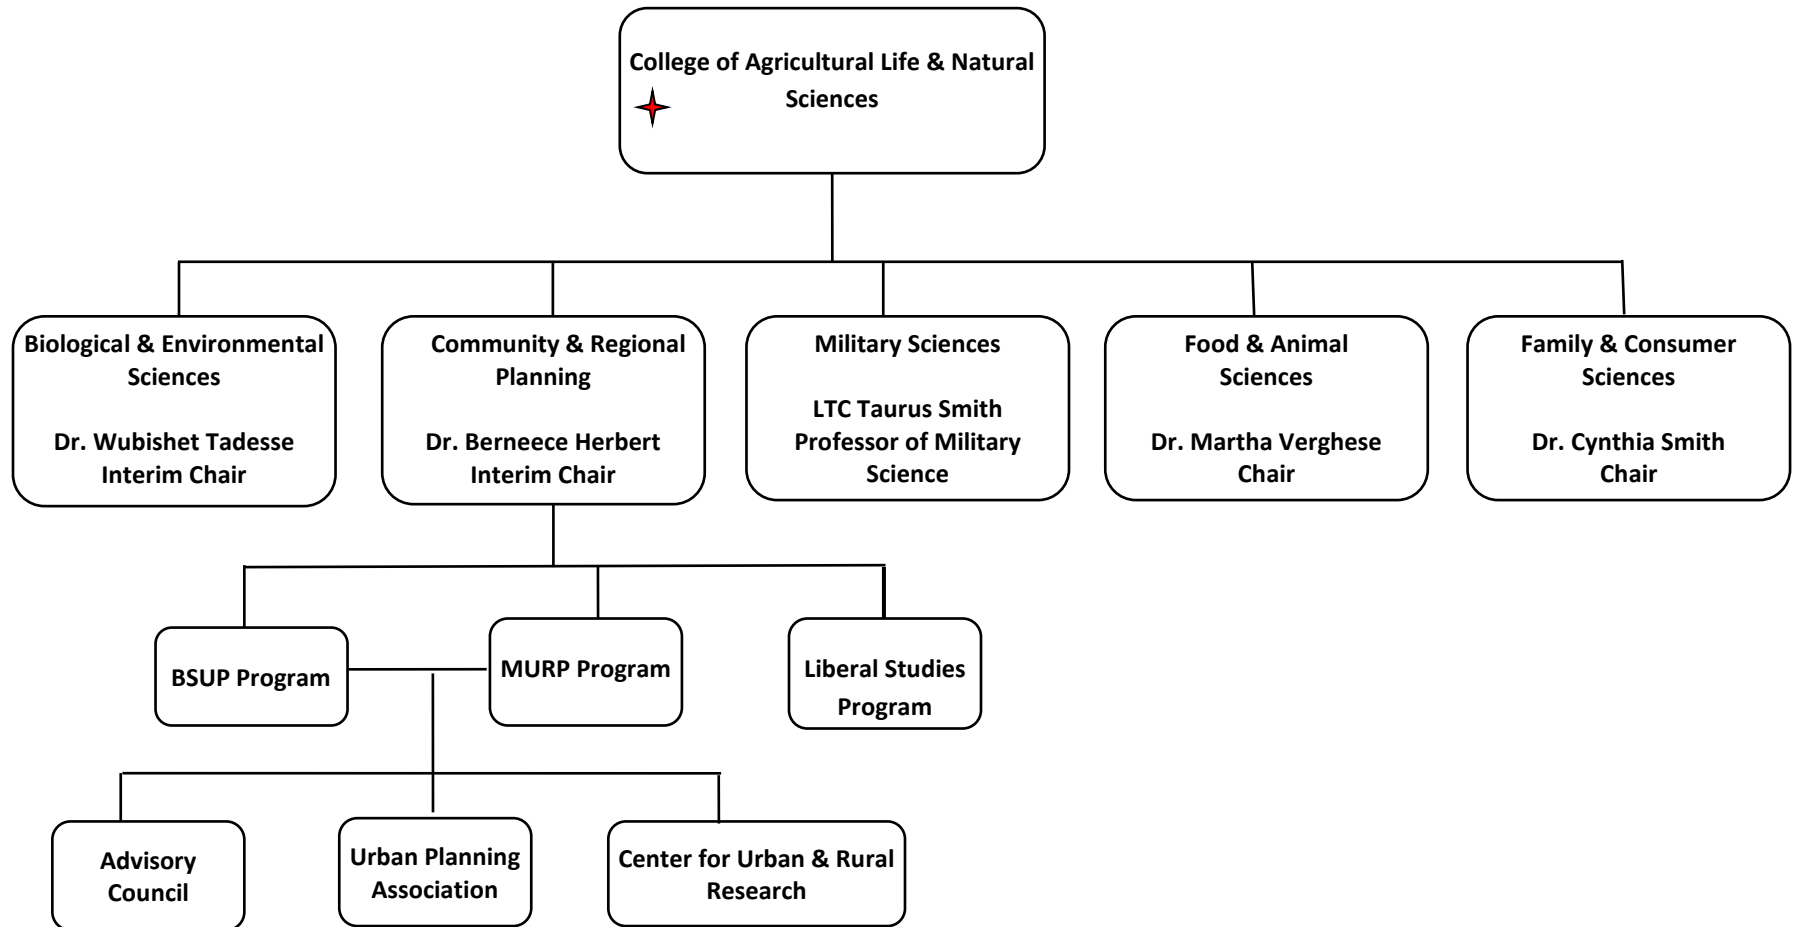 College of Agricultural Life & Natural
Sciences
Biological & Environmental
Sciences
Dr. Wubishet Tadesse
Interim Chair
Community & Regional
Planning
Dr. Berneece Herbert
Interim Chair
Military Sciences
LTC Taurus Smith
Professor of Military
Science
Food & Animal
Sciences
Dr. Martha Verghese
Chair
Family & Consumer
Sciences
Dr. Cynthia Smith
Chair
BSUP Program
MURP Program
Liberal Studies
Program
Advisory
Council
Urban Planning
Association
Center for Urban & Rural
Research